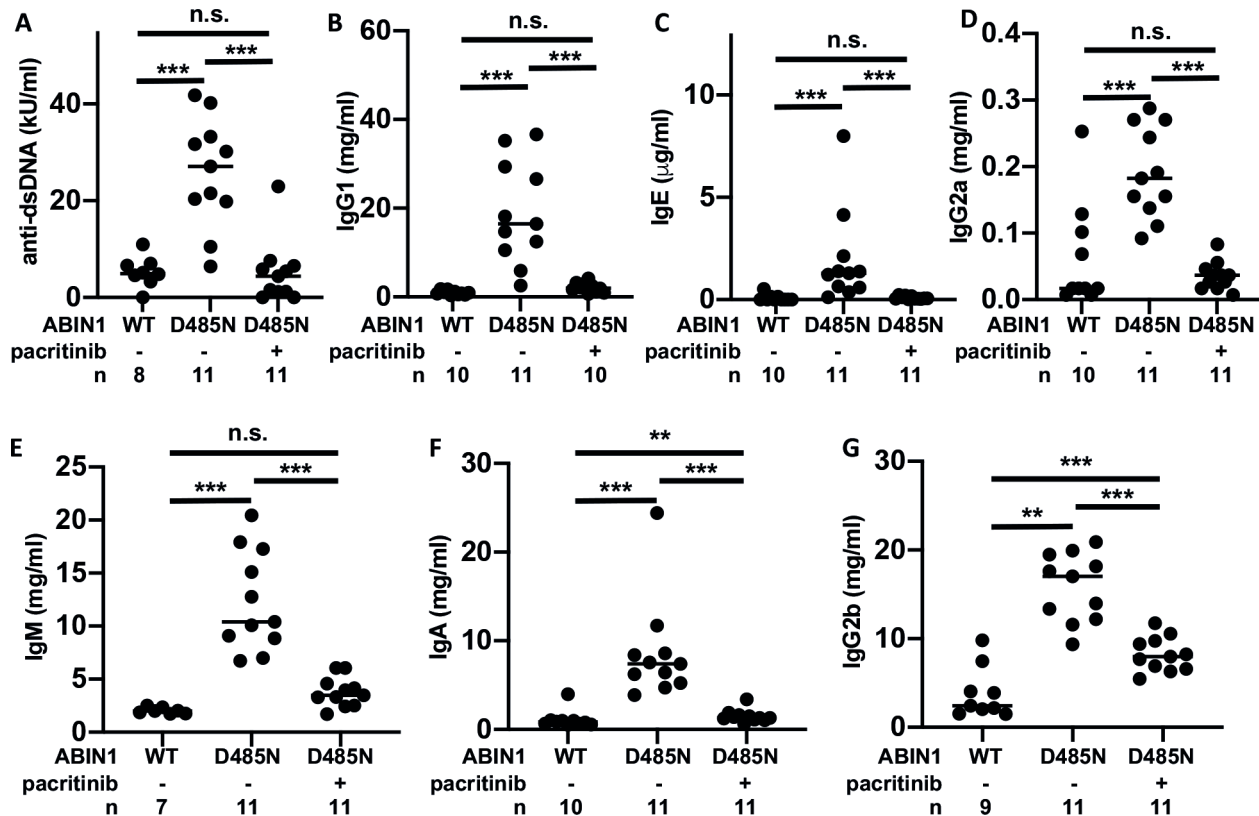 A
n.s.
***
***
anti-dsDNA (kU/ml)
40
20
0
ABIN1 WT D485N D485N
pacritinib - - +
n 8 11 11
B
n.s.
***
***
IgG1 (mg/ml)
60
40
20
0
ABIN1 WT D485N D485N
pacritinib - - +
n 10 11 10
C
n.s.
***
***
IgE (μg/ml)
10
5
0
ABIN1 WT D485N D485N
pacritinib - - +
n 10 11 11
D
n.s.
***
***
IgG2a (mg/ml)
0.4
0.3
0.2
0.1
0.0
ABIN1 WT D485N D485N
pacritinib - - +
n 10 11 11
E
n.s.
***
***
IgM (mg/ml)
25
20
15
10
5
0
ABIN1 WT D485N D485N
pacritinib - - +
n 7 11 11
F
**
***
***
IgA (mg/ml)
30
20
10
0
ABIN1 WT D485N D485N
pacritinib - - +
n 10 11 11
G
***
***
**
IgG2b (mg/ml)
30
20
10
0
ABIN1 WT D485N D485N
pacritinib - - +
n 9 11 11